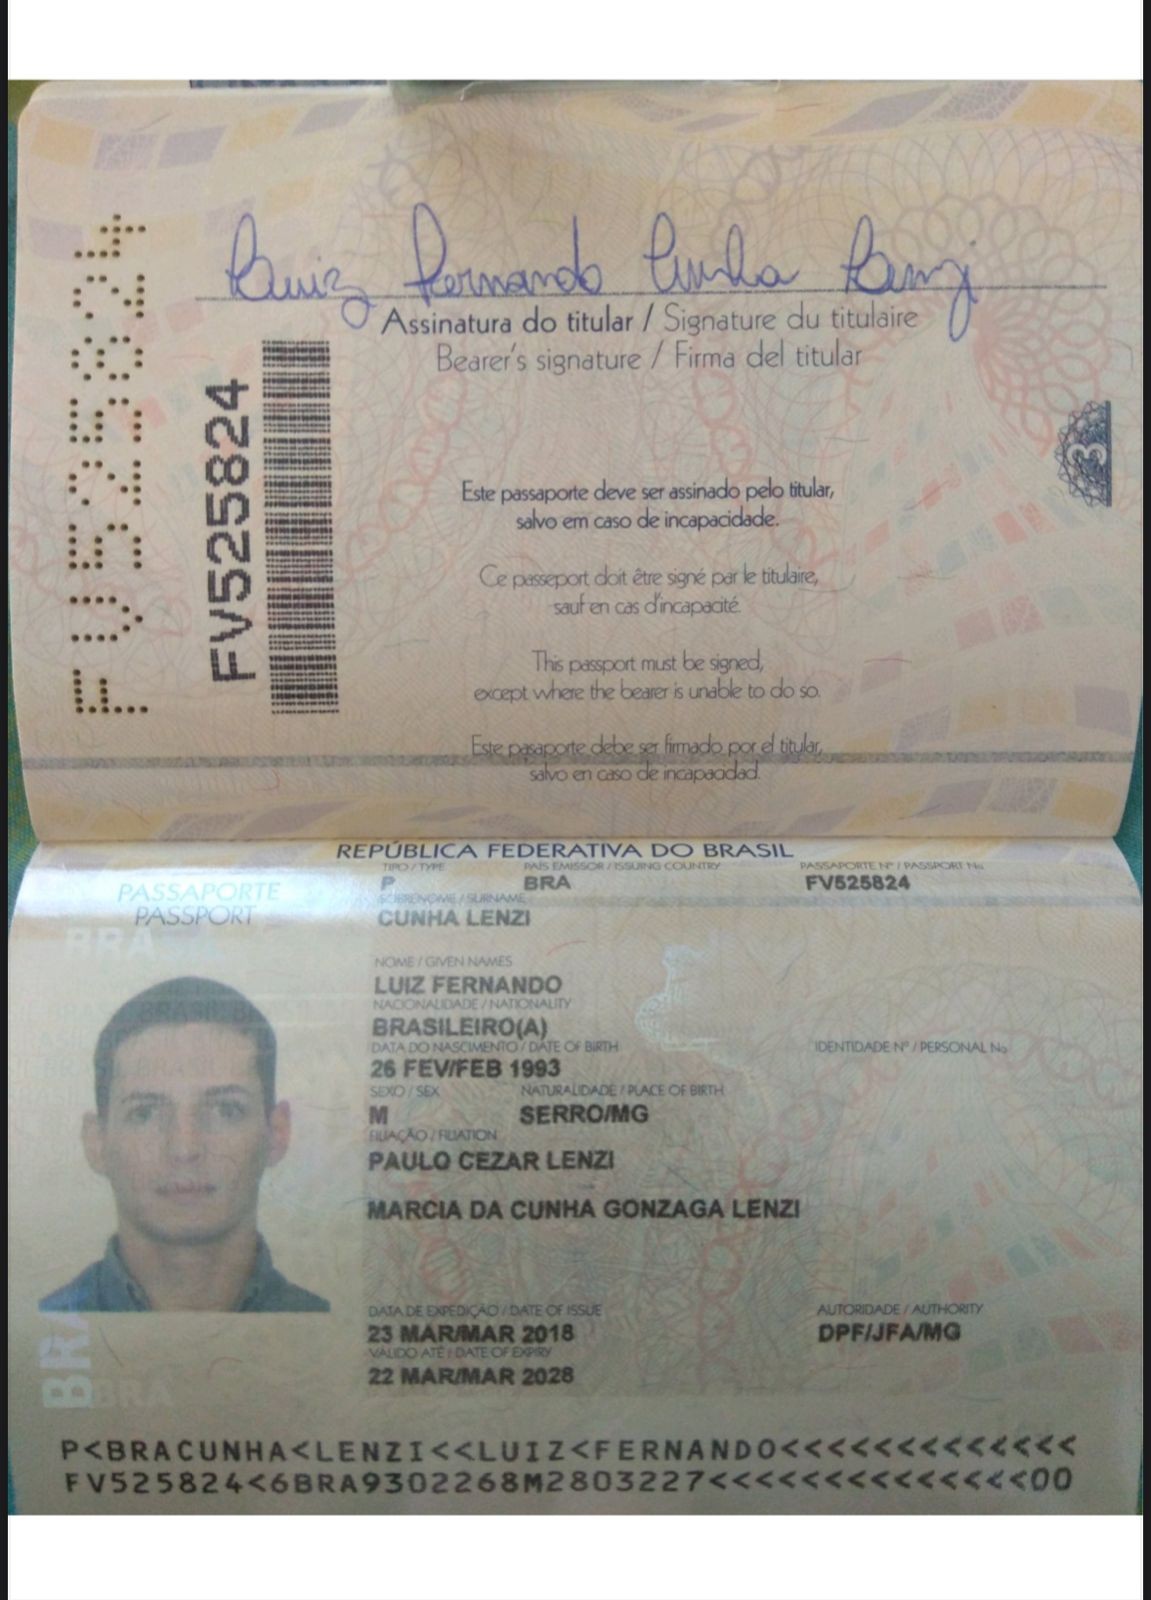 FV525824
FV525824
Luiz Fernando Cunha Lenzi
Assinatura do titular / Signature du titulaire
Bearer's signature / Firma del titular
3
Este passaporte deve ser assinado pelo titular,
salvo em caso de incapacidade.
Ce passeport doit être signé par le titulaire,
sauf en cas d'incapacité.
This passport must be signed,
except where the bearer is unable to do so.
Este pasaporte debe ser firmado por el titular,
salvo en caso de incapacidad.
REPÚBLICA FEDERATIVA DO BRASIL
PASSAPORTE
PASSPORT
TIPO / TYPE PAÍS EMISSOR / ISSUING COUNTRY PASSAPORTE Nº / PASSPORT No.
P BRA FV525824
SOBRENOME / SURNAME
CUNHA LENZI
BRA
NOME / GIVEN NAMES
LUIZ FERNANDO
NACIONALIDADE / NATIONALITY
BRASILEIRO(A)
DATA DO NASCIMENTO / DATE OF BIRTH IDENTIDADE Nº / PERSONAL No.
26 FEV/FEB 1993
SEXO / SEX NATURALIDADE / PLACE OF BIRTH
M SERRO/MG
FILIAÇÃO / FILIATION
PAULO CEZAR LENZI
MARCIA DA CUNHA GONZAGA LENZI
DATA DE EXPEDIÇÃO / DATE OF ISSUE AUTORIDADE / AUTHORITY
23 MAR/MAR 2018 DPF/JFA/MG
VÁLIDO ATÉ / DATE OF EXPIRY
22 MAR/MAR 2028
BRA
BRA
P<BRACUNHA<LENZI<<LUIZ<FERNANDO<<<<<<<<<<<<<
FV525824<6BRA9302268M2803227<<<<<<<<<<<<<<00